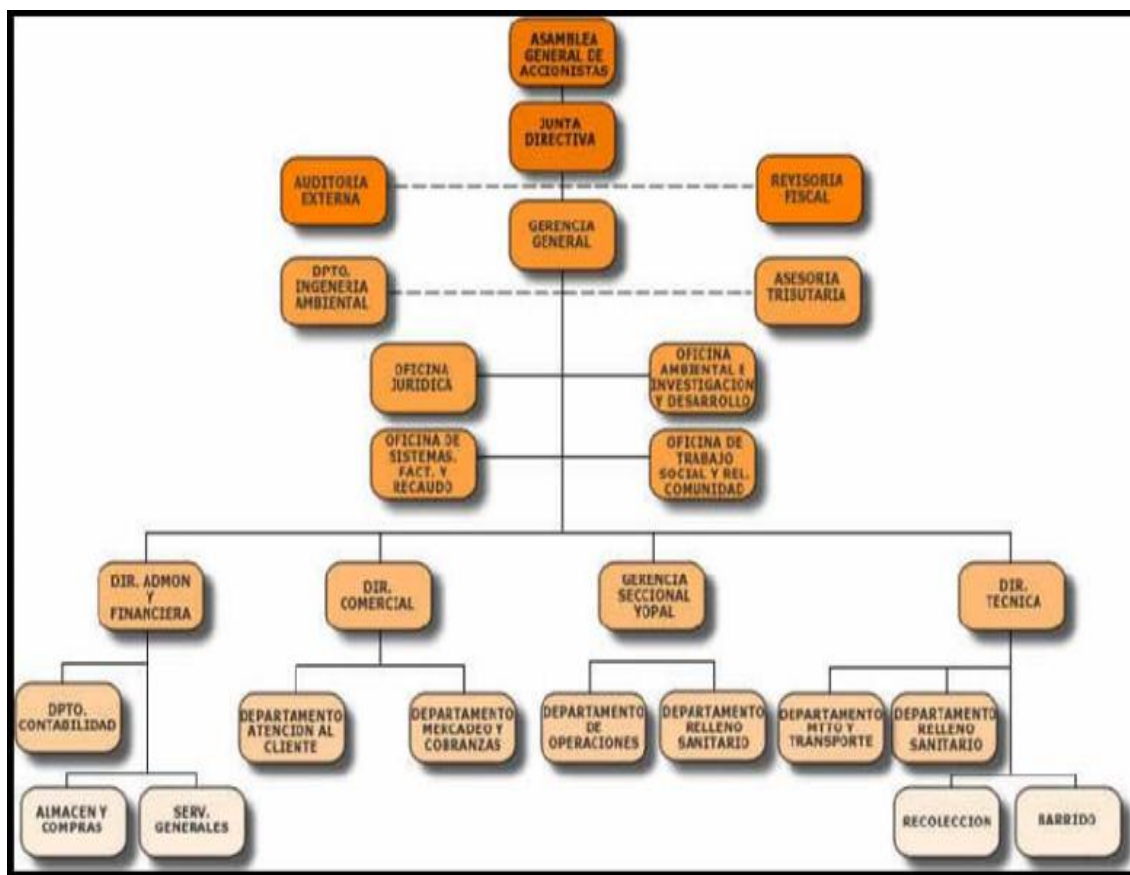 ASAMBLEA
GENERAL DE
ACCIONISTAS
JUNTA
DIRECTIVA
AUDITORIA
EXTERNA
REVISORIA
FISCAL
GERENCIA
GENERAL
DPTO.
INGENERIA
AMBIENTAL
ASESORIA
TRIBUTARIA
OFICINA
JURIDICA
OFICINA
AMBIENTAL E
INVESTIGACION
Y DESARROLLO
OFICINA DE
SISTEMAS.
FACT. Y
RECAUDO
OFICINA DE
TRABAJO
SOCIAL Y REL.
COMUNIDAD
DIR. ADMON
Y
FINANCIERA
DIR.
COMERCIAL
GERENCIA
SECCIONAL
YOPAL
DIR.
TECNICA
DPTO.
CONTABILIDAD
DEPARTAMENTO
ATENCION AL
CLIENTE
DEPARTAMENTO
MERCADEO Y
COBRANZAS
DEPARTAMENTO
DE
OPERACIONES
DEPARTAMENTO
RELLENO
SANITARIO
DEPARTAMENTO
MTTO Y
TRANSPORTE
DEPARTAMENTO
RELLENO
SANITARIO
ALMACEN Y
COMPRAS
SERV.
GENERALES
RECOLECCION
BARRIDO